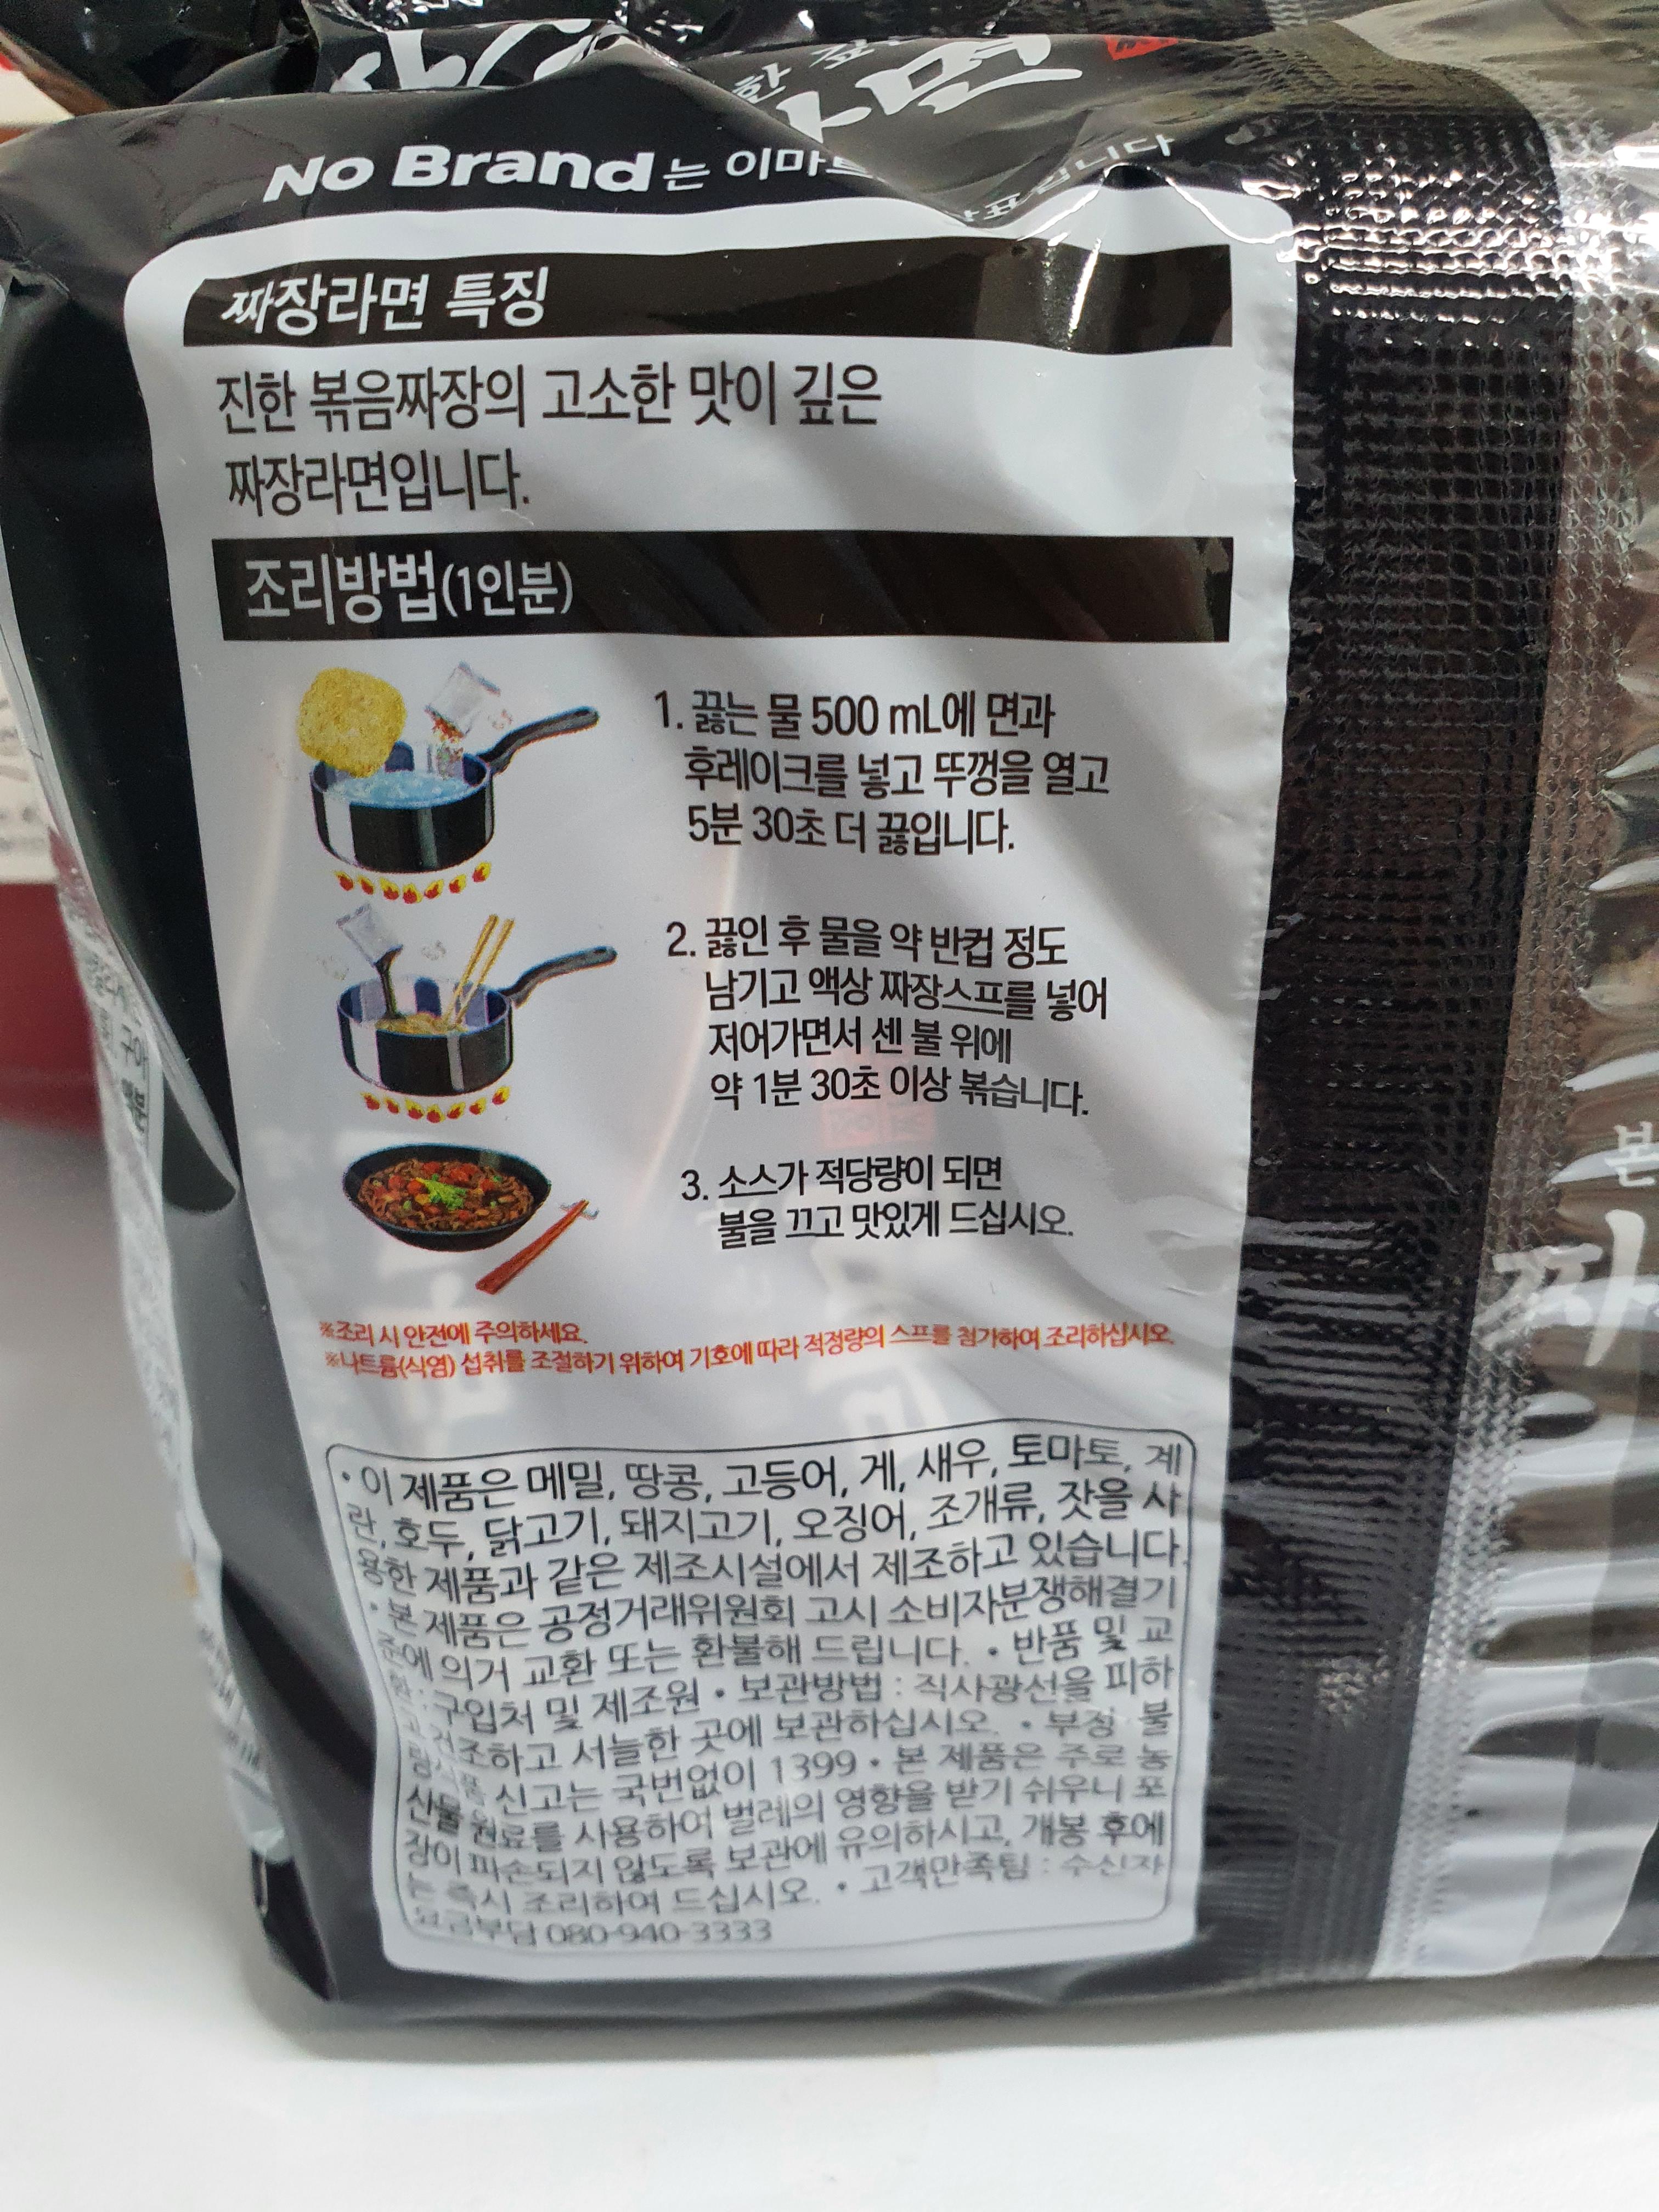 한
No Brand는 이마트
짜장라면 특징
진한 볶음짜장의 고소한 맛이 깊은
짜장라면입니다.
조리방법(1인분)
1. 끓는 물 500 mL에 면과
후레이크를 넣고 뚜껑을 열고
5분 30초 더 끓입니다.
2. 끓인 후 물을 약 반컵 정도
남기고 액상 짜장스프를 넣어
저어가면서 센 불 위에
약 1분 30초 이상 볶습니다.
3. 소스가 적당량이 되면
불을 끄고 맛있게 드십시오.
※조리 시 안전에 주의하세요.
※나트륨(식염) 섭취를 조절하기 위하여 기호에 따라 적정량의 스프를 첨가하여 조리하십시오.
• 이 제품은 메밀, 땅콩, 고등어, 게, 새우, 토마토, 계
란, 호두, 닭고기, 돼지고기, 오징어, 조개류, 잣을 사
용한 제품과 같은 제조시설에서 제조하고 있습니다.
• 본 제품은 공정거래위원회 고시 소비자분쟁해결기
준에 의거 교환 또는 환불해 드립니다. • 반품 및 교
환 : 구입처 및 제조원 • 보관방법 : 직사광선을 피하
고 건조하고 서늘한 곳에 보관하십시오. • 부정·불
량식품 신고는 국번없이 1399 • 본 제품은 주로 농
산물 원료를 사용하여 벌레의 영향을 받기 쉬우니 포
장이 파손되지 않도록 보관에 유의하시고, 개봉 후에
는 즉시 조리하여 드십시오. • 고객만족팀 : 수신자
요금부담 080-940-3333
본
짜